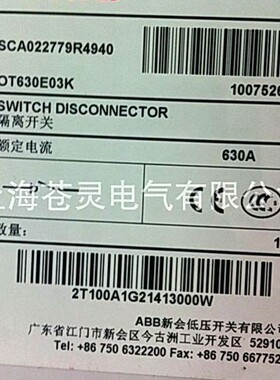 SCA022779R4940
OT630E03K
1007526
SWITCH DISCONNECTOR
隔离开关
额定电流
630A
上海苍灵电气有限公司
数量:
1
2T100A1G21413000W
ABB新会低压开关有限
广东省江门市新会区今古洲工业开发区 52910
Tel: +86 750 6322200 Fax: +86 750 667752